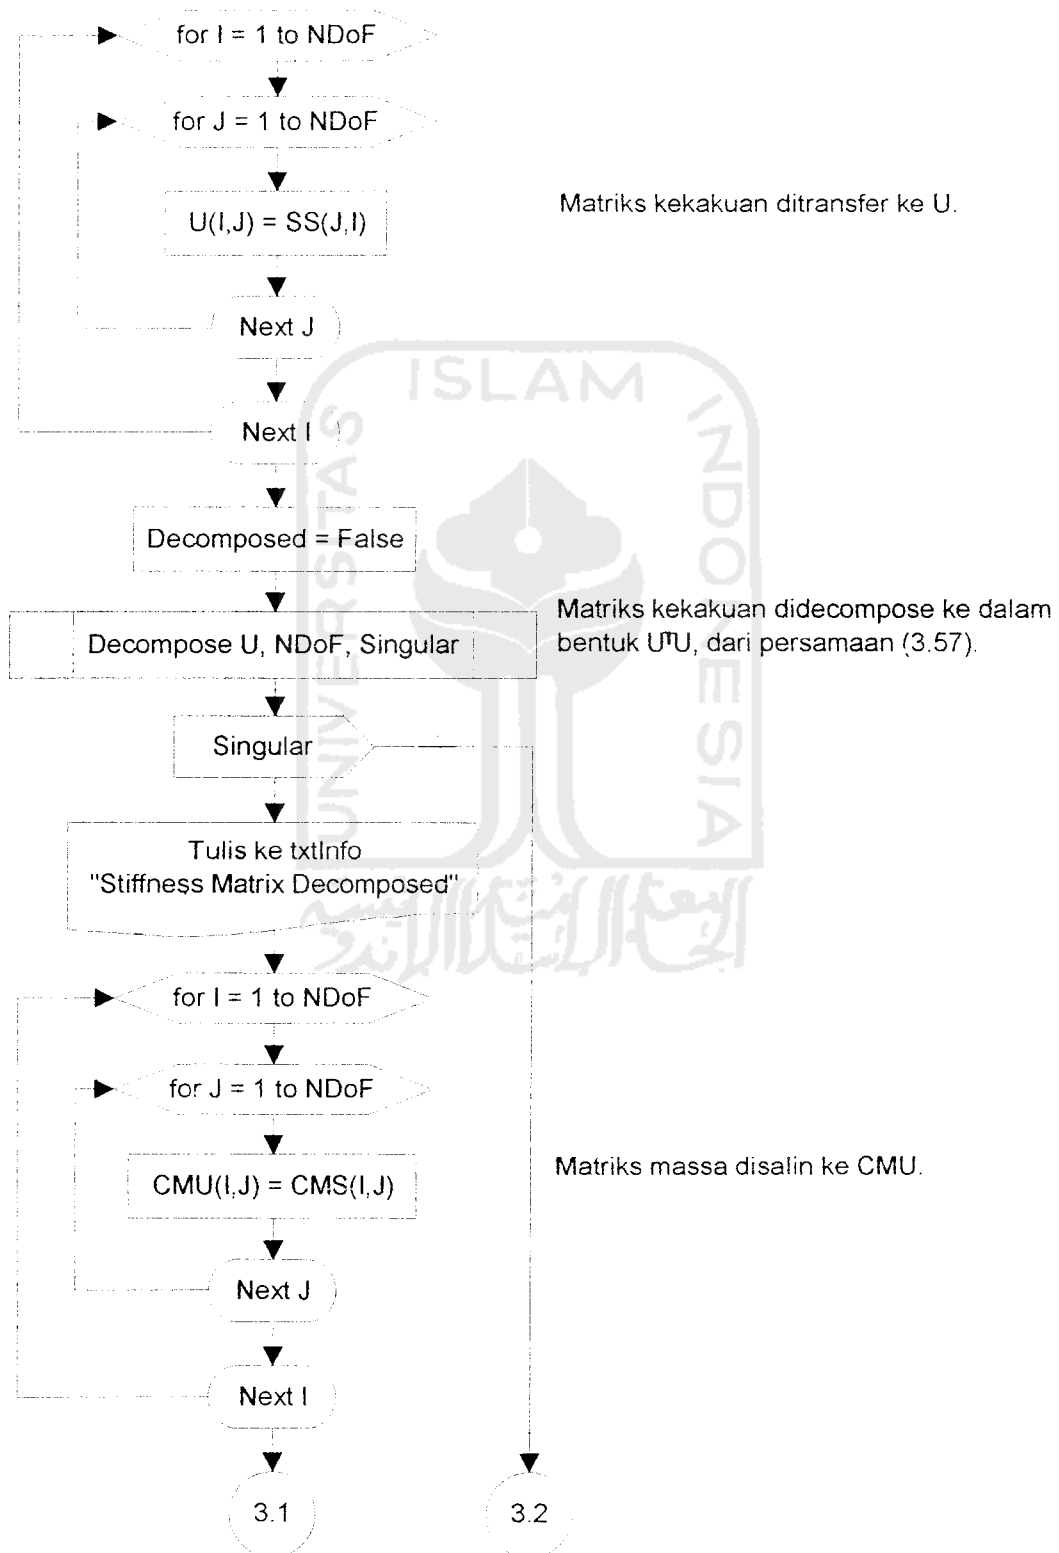 for I = 1 to NDoF
for J = 1 to NDoF
U(I,J) = SS(J,I)
Matriks kekakuan ditransfer ke U.
Next J
Next I
Decomposed = False
Decompose U, NDoF, Singular
Matriks kekakuan didecompose ke dalam
bentuk UᵀU, dari persamaan (3.57).
Singular
Tulis ke txtInfo
"Stiffness Matrix Decomposed"
for I = 1 to NDoF
for J = 1 to NDoF
CMU(I,J) = CMS(I,J)
Matriks massa disalin ke CMU.
Next J
Next I
3.1
3.2
ISLAM
UNIVERSITAS
INDONESIA